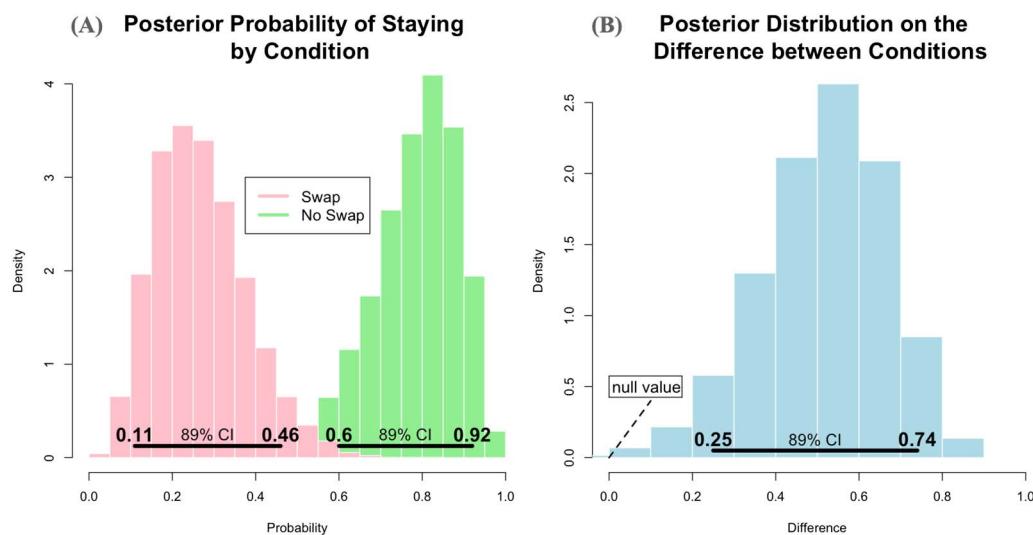 (A)
Posterior Probability of Staying
by Condition
4
3
2
1
0
Density
Swap
No Swap
0.11 89% CI 0.46 0.6 89% CI 0.92
0.0 0.2 0.4 0.6 0.8 1.0
Probability
(B)
Posterior Distribution on the
Difference between Conditions
2.5
2.0
1.5
1.0
0.5
0.0
Density
null value
0.25 89% CI 0.74
0.0 0.2 0.4 0.6 0.8 1.0
Difference